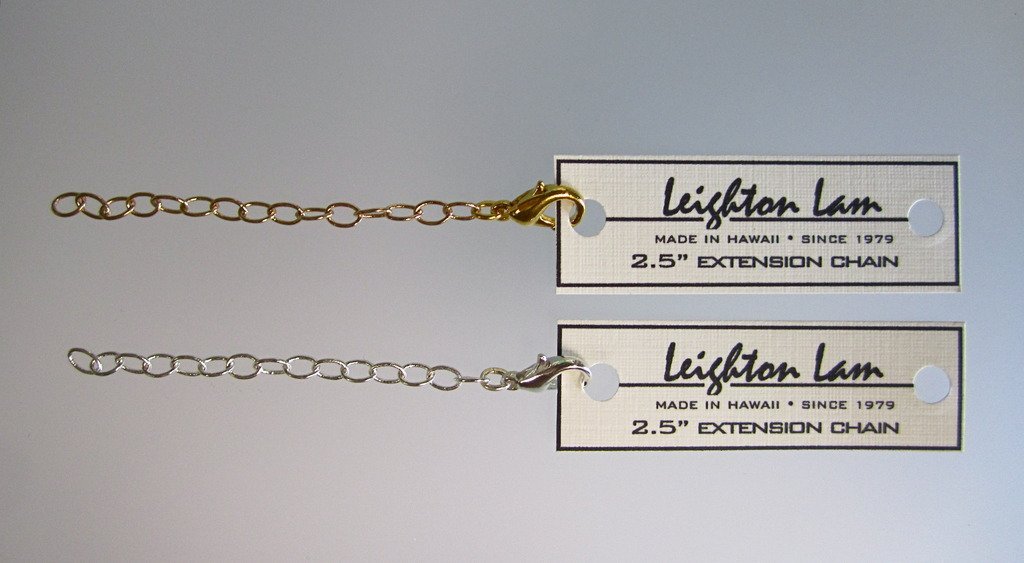 Leighton Lam
MADE IN HAWAII • SINCE 1979
2.5” EXTENSION CHAIN
Leighton Lam
MADE IN HAWAII • SINCE 1979
2.5” EXTENSION CHAIN